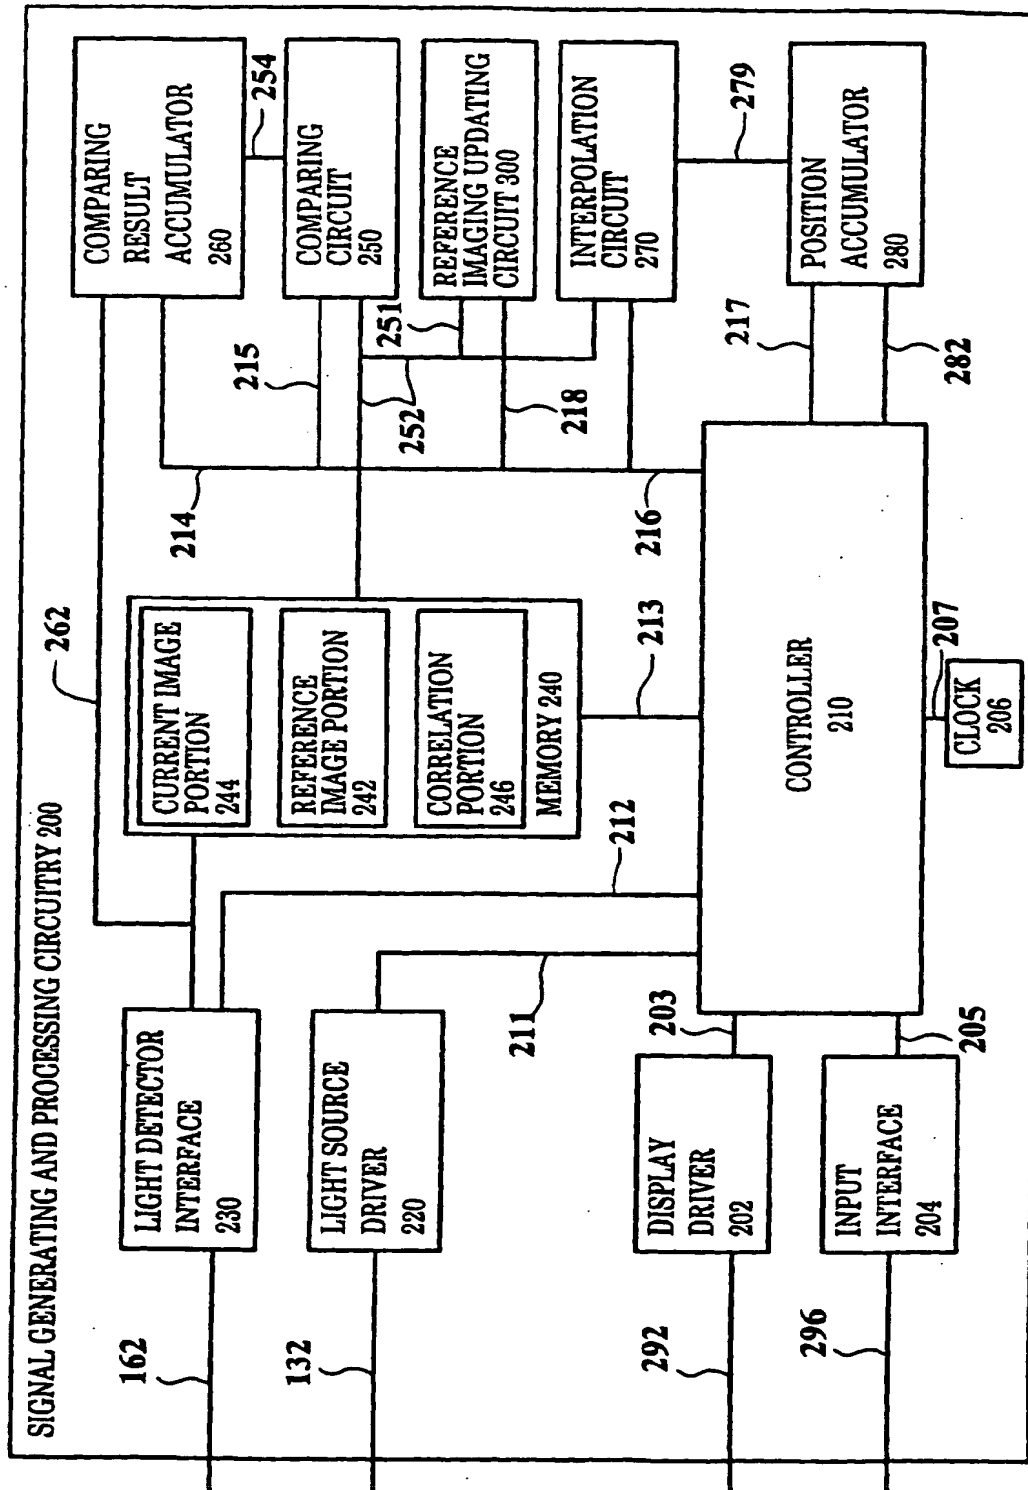 SIGNAL GENERATING AND PROCESSING CIRCUITRY 200
162
LIGHT DETECTOR
INTERFACE
230
132
LIGHT SOURCE
DRIVER
220
292
DISPLAY
DRIVER
202
296
INPUT
INTERFACE
204
211
212
203
205
262
CURRENT IMAGE
PORTION
244
REFERENCE
IMAGE PORTION
242
CORRELATION
PORTION
246
MEMORY 240
213
CONTROLLER
210
207
CLOCK
206
214
215
252
251
218
216
217
282
COMPARING
RESULT
ACCUMULATOR
260
254
COMPARING
CIRCUIT
250
REFERENCE
IMAGING UPDATING
CIRCUIT 300
INTERPOLATION
CIRCUIT
270
279
POSITION
ACCUMULATOR
280